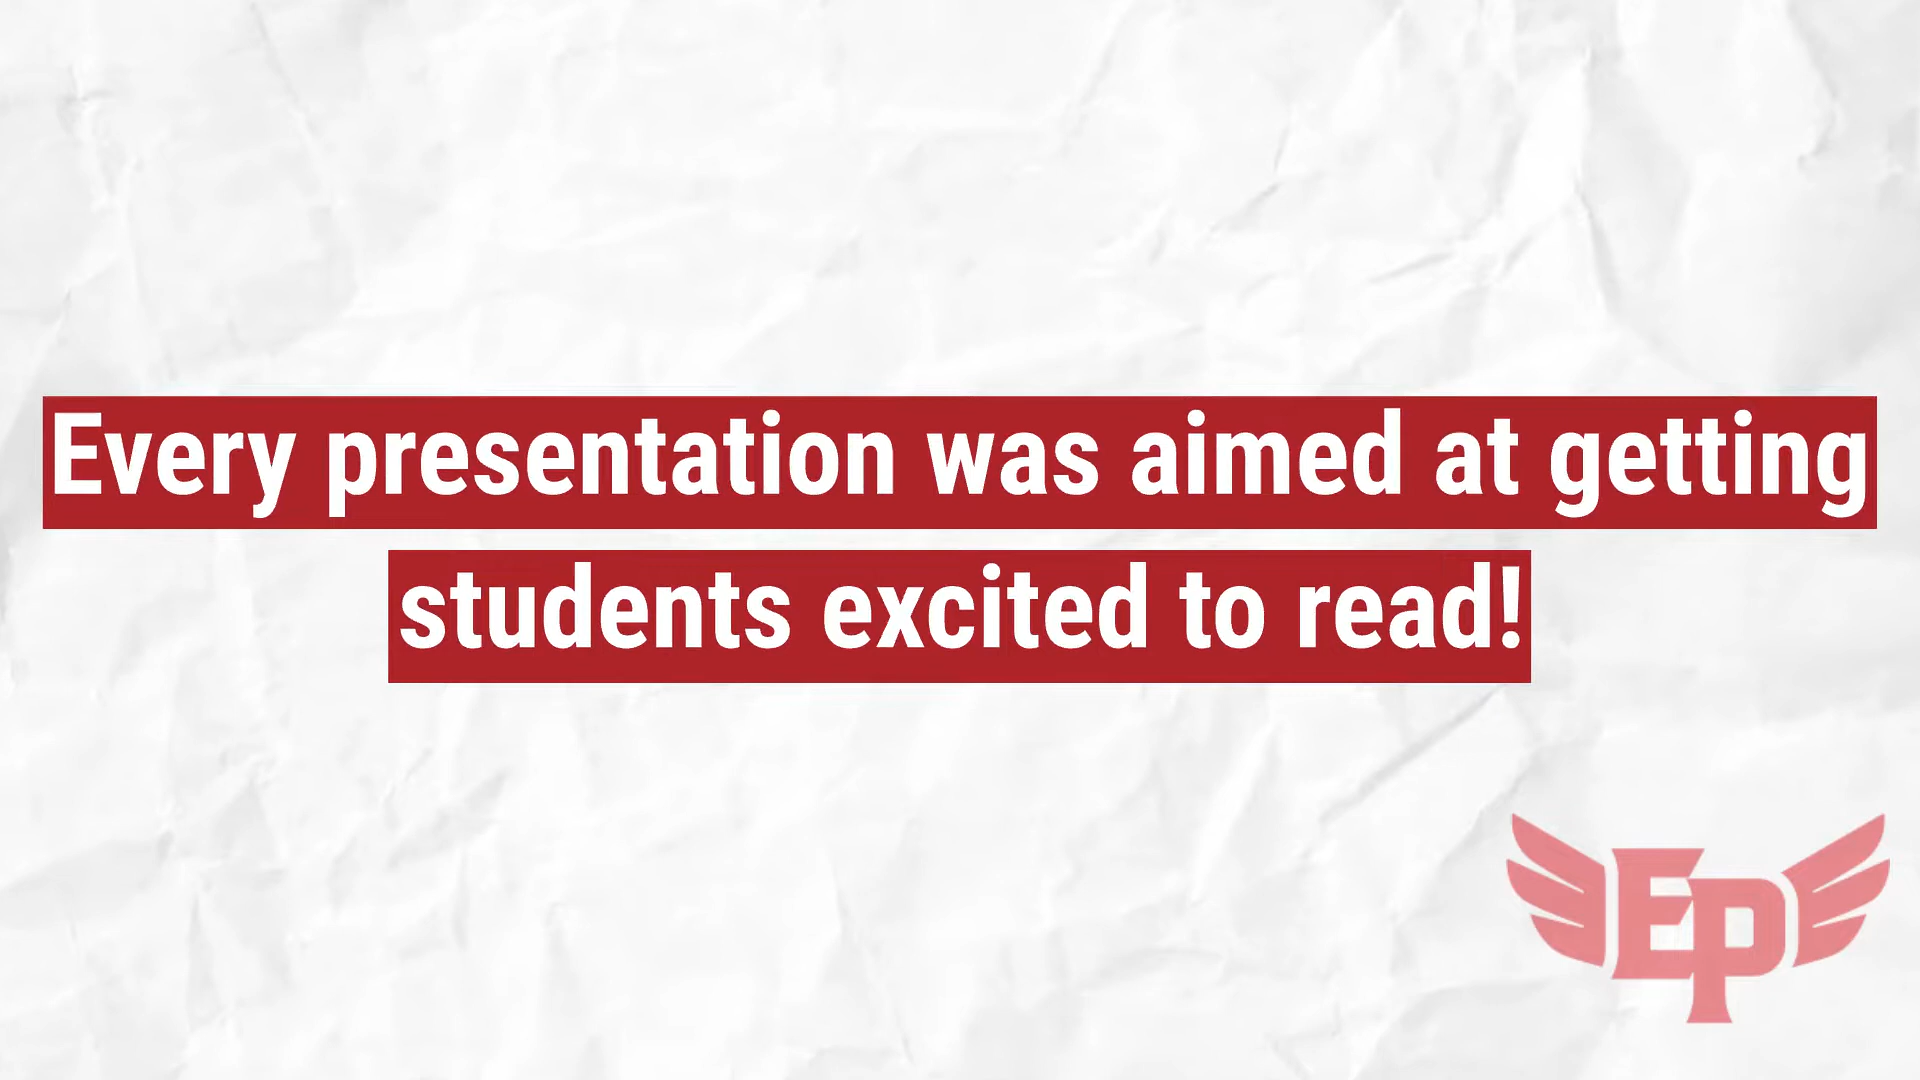 Every presentation was aimed at getting
students excited to read!
EP